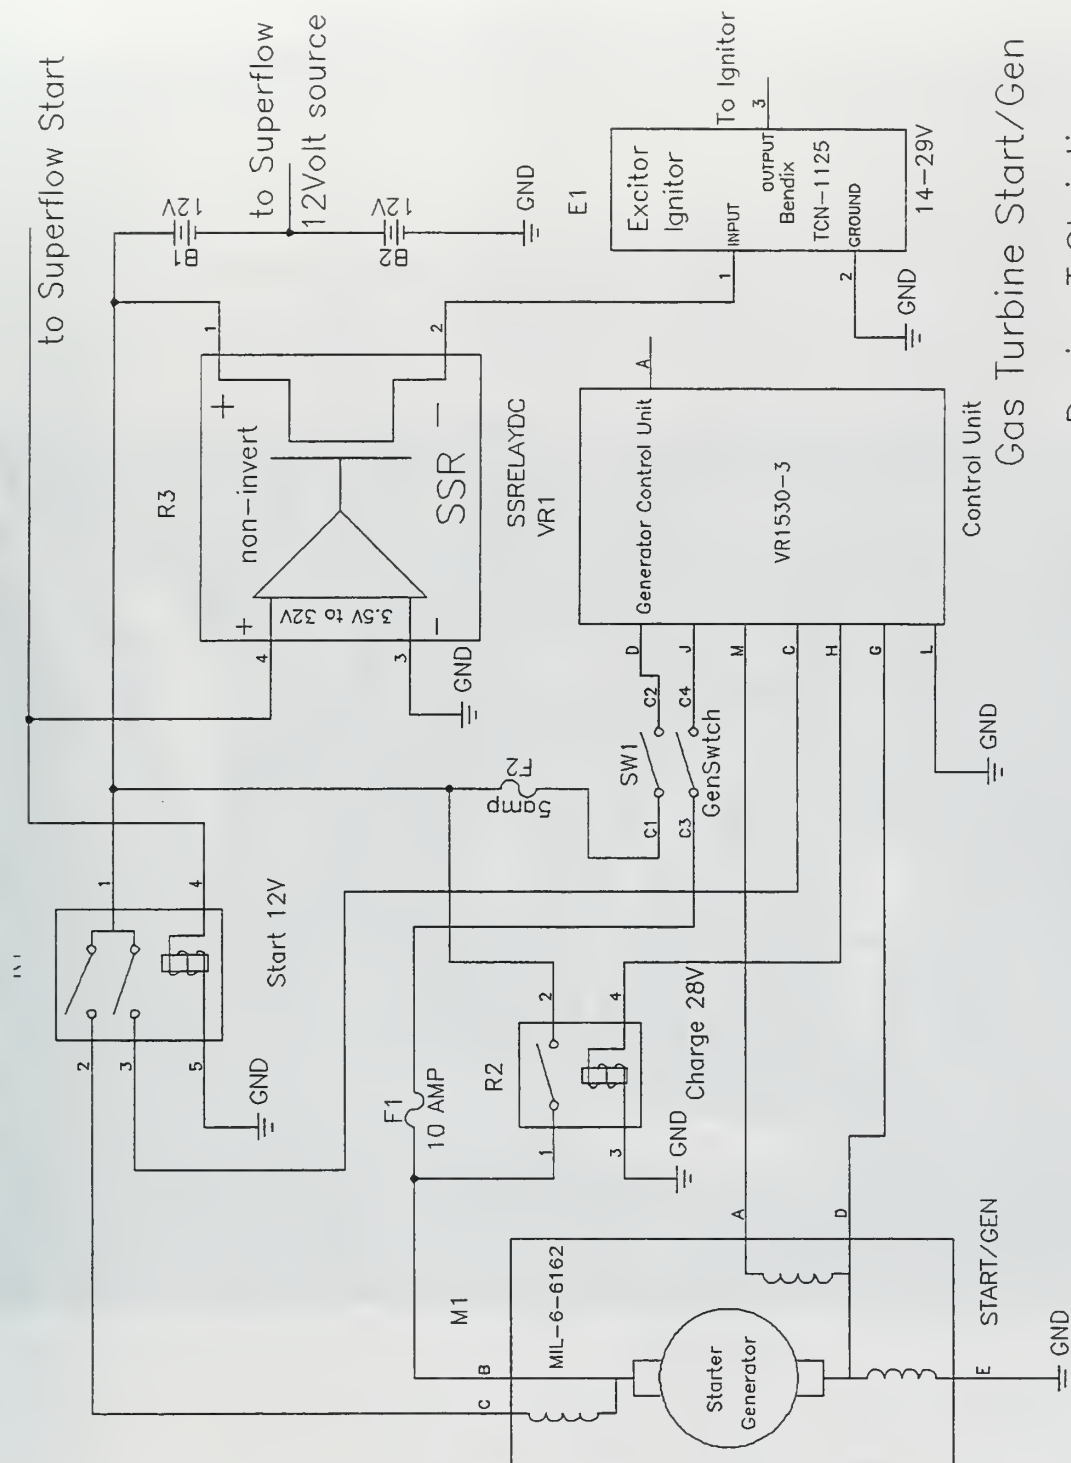 to Superflow Start
to Superflow
12Volt source
B1
12V
B2
12V
GND
R3
non-invert
+
+
3.5V to 32V
SSR
-
-
1
2
4
3
GND
SSRELAYDC
E1
Excitor
Ignitor
INPUT
OUTPUT
Bendix
TCN-1125
GROUND
1
2
3
To Ignitor
14-29V
GND
VR1
Generator Control Unit
VR1530-3
A
D
J
M
C
H
G
L
Control Unit
GND
1
2
3
4
5
Start 12V
GND
F2
5amp
SW1
C1
C2
C3
C4
GenSwtch
F1
10 AMP
R2
1
2
3
4
Charge 28V
GND
M1
MIL-6-6162
B
C
A
D
E
Starter
Generator
START/GEN
GND
Gas Turbine Start/Gen